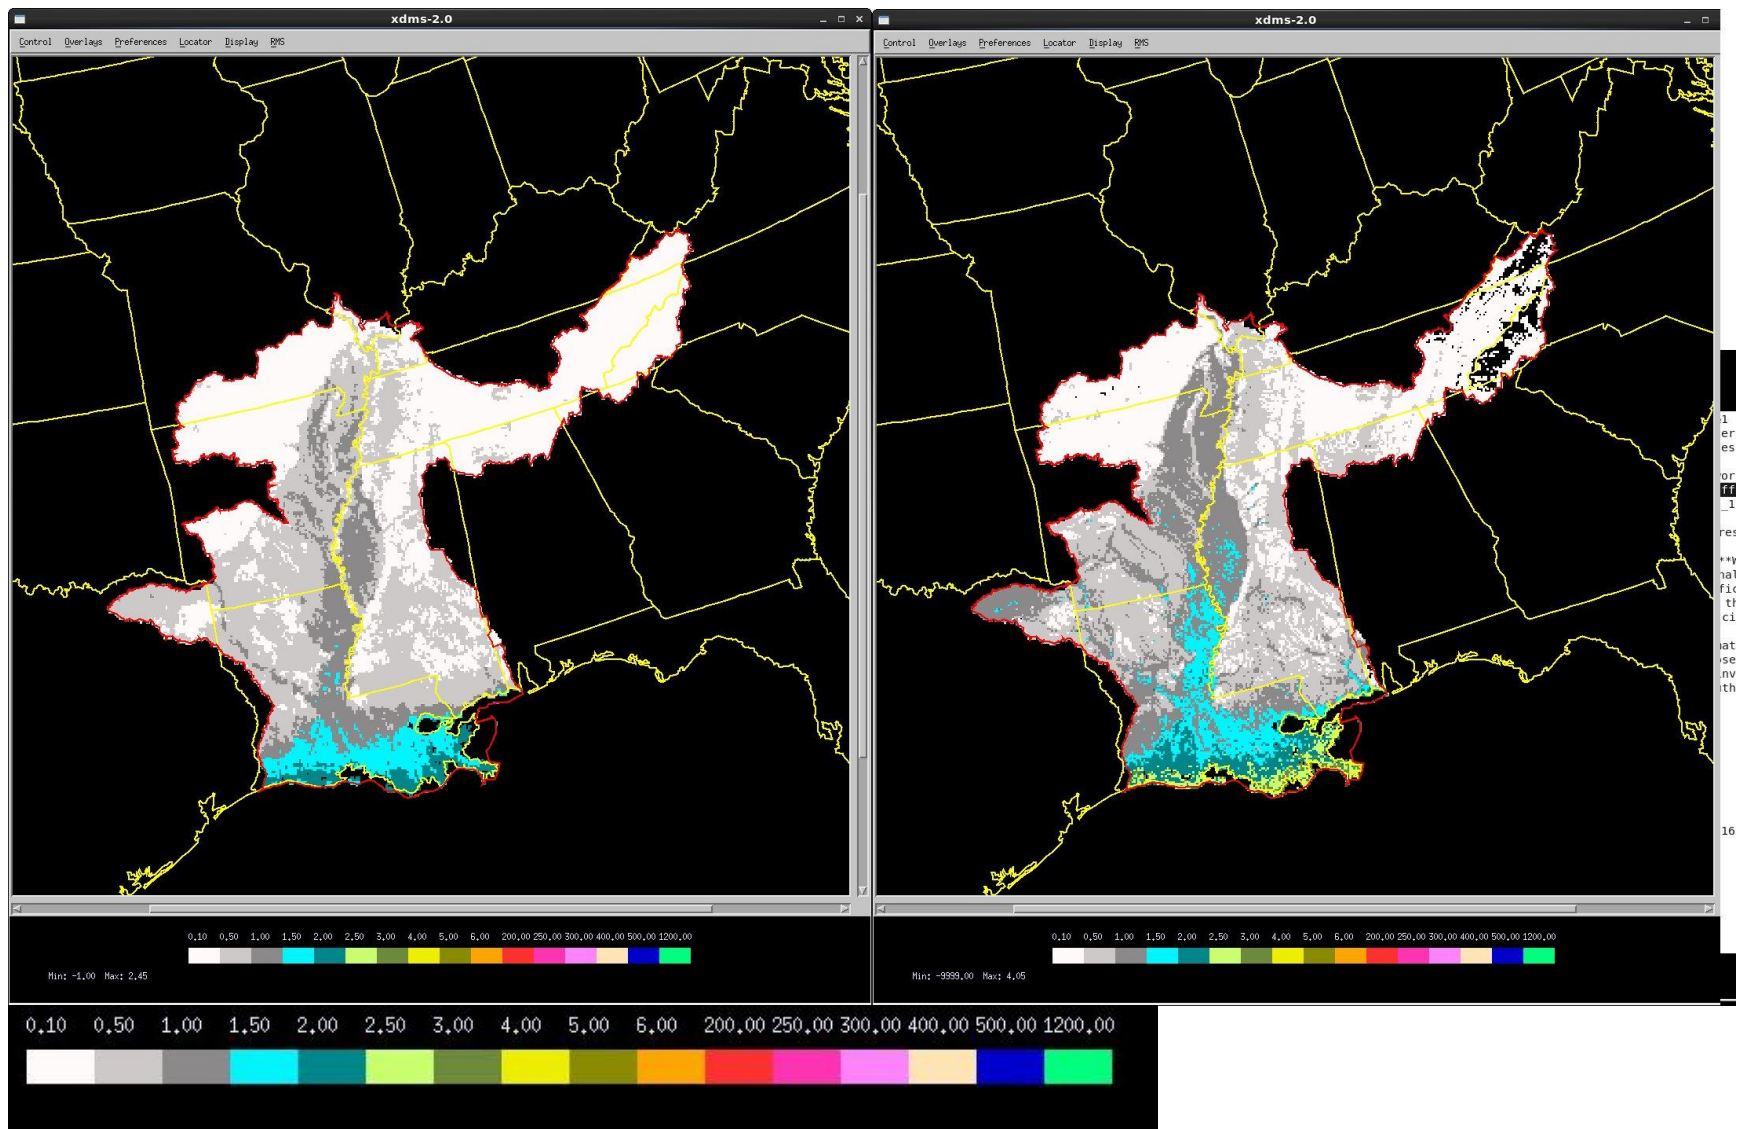 xdms-2.0
Control Overlays Preferences Locator Display RMS
0.10 0.50 1.00 1.50 2.00 2.50 3.00 4.00 5.00 6.00 200.00 250.00 300.00 400.00 500.00 1200.00
Min: -1.00 Max: 2.45
xdms-2.0
Control Overlays Preferences Locator Display RMS
0.10 0.50 1.00 1.50 2.00 2.50 3.00 4.00 5.00 6.00 200.00 250.00 300.00 400.00 500.00 1200.00
Min: -9999.00 Max: 4.05
er
es
ff
16
0.10 0.50 1.00 1.50 2.00 2.50 3.00 4.00 5.00 6.00 200.00 250.00 300.00 400.00 500.00 1200.00